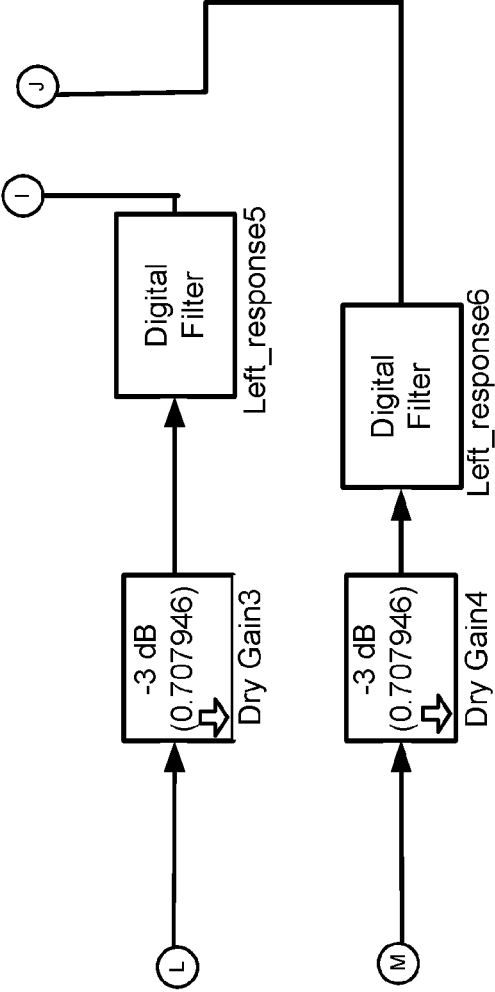 J
I
Digital
Filter
Left_response5
-3 dB
(0.707946)
Dry Gain3
L
Digital
Filter
Left_response6
-3 dB
(0.707946)
Dry Gain4
M